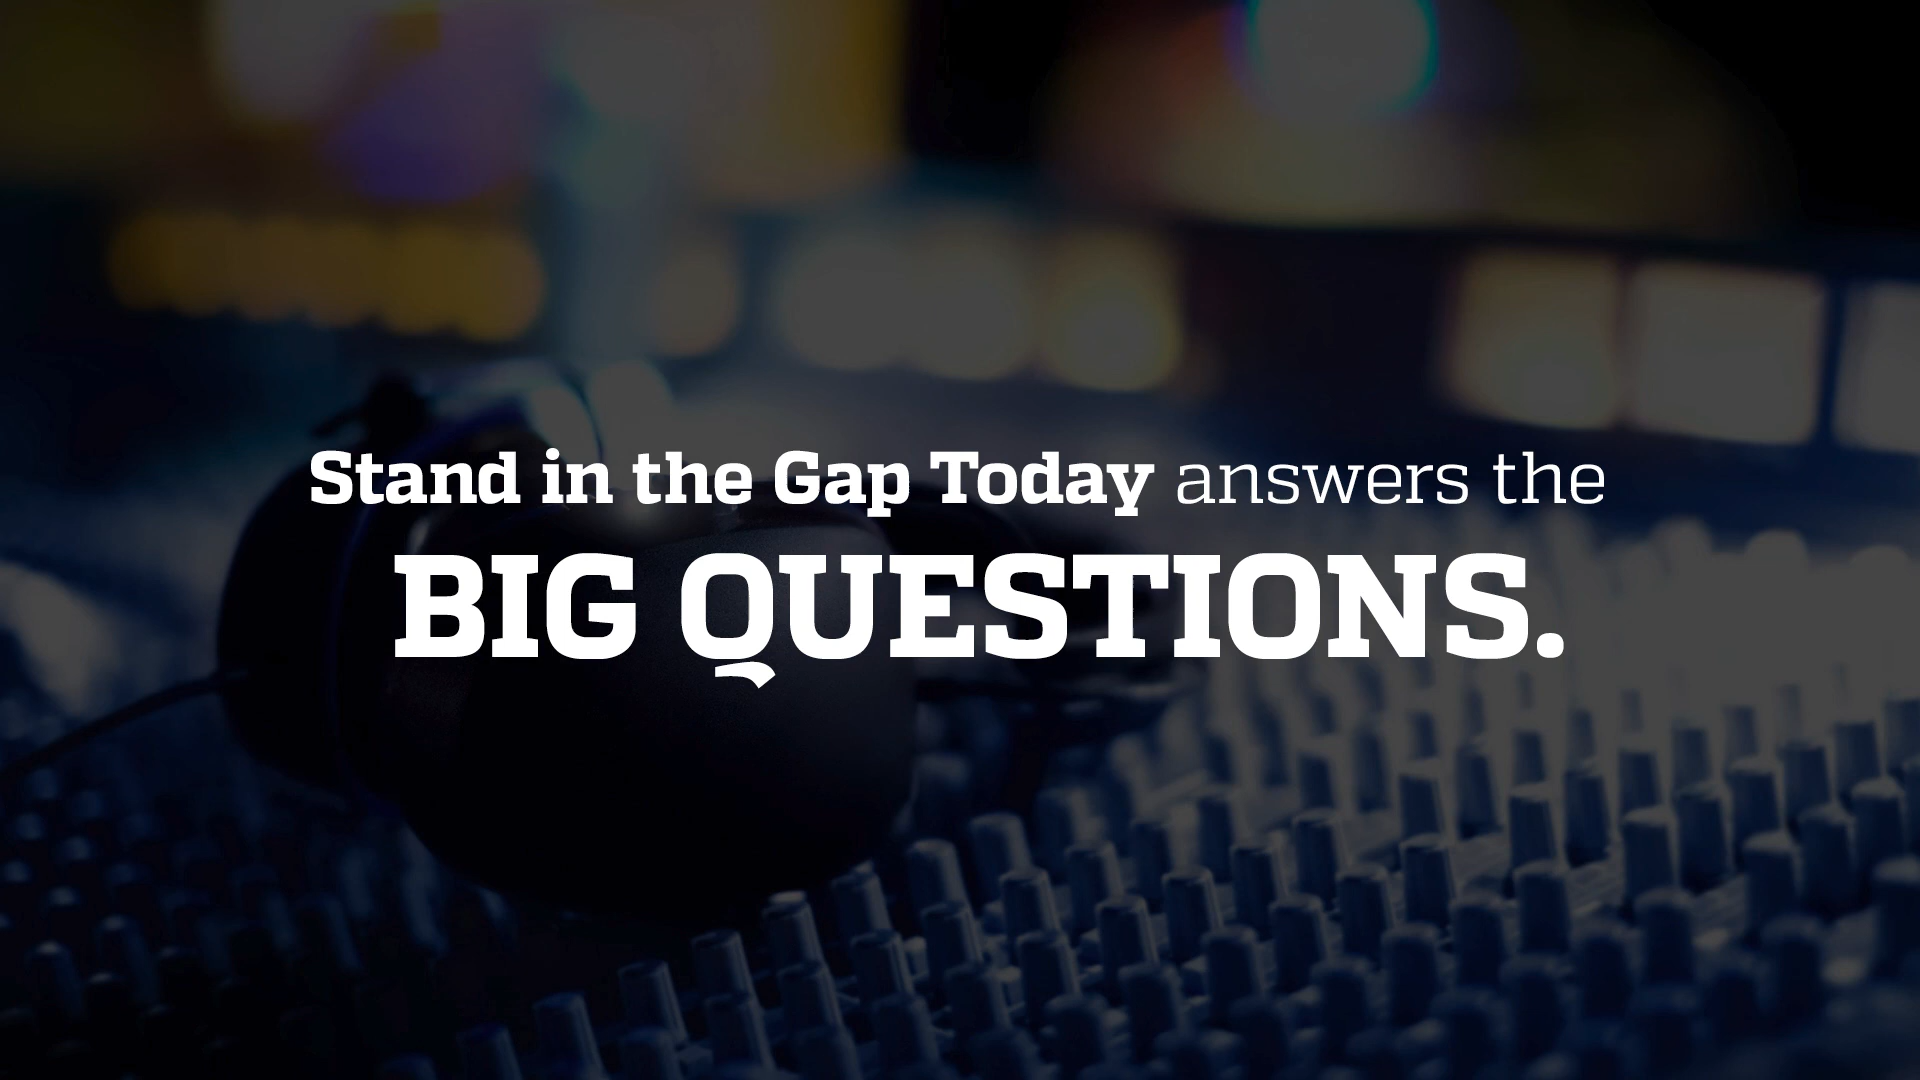 Stand in the Gap Today answers the
BIG QUESTIONS.